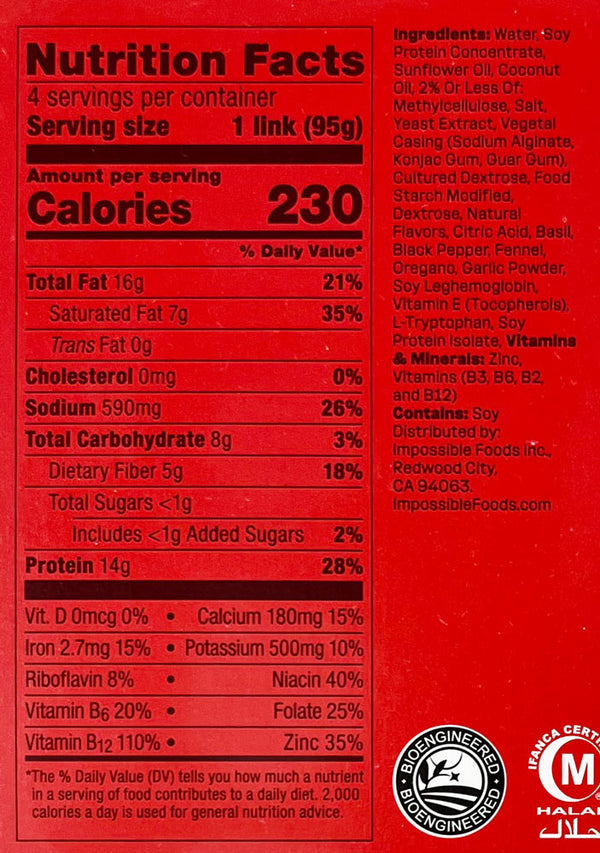 Nutrition Facts
4 servings per container
Serving size 1 link (95g)
Amount per serving
Calories 230
% Daily Value*
Total Fat 16g 21%
Saturated Fat 7g 35%
Trans Fat 0g
Cholesterol 0mg 0%
Sodium 590mg 26%
Total Carbohydrate 8g 3%
Dietary Fiber 5g 18%
Total Sugars <1g
Includes <1g Added Sugars 2%
Protein 14g 28%
Vit. D 0mcg 0% • Calcium 180mg 15%
Iron 2.7mg 15% • Potassium 500mg 10%
Riboflavin 8% • Niacin 40%
Vitamin B6 20% • Folate 25%
Vitamin B12 110% • Zinc 35%
*The % Daily Value (DV) tells you how much a nutrient
in a serving of food contributes to a daily diet. 2,000
calories a day is used for general nutrition advice.
Ingredients: Water, Soy
Protein Concentrate,
Sunflower Oil, Coconut
Oil, 2% Or Less Of:
Methylcellulose, Salt,
Yeast Extract, Vegetal
Casing (Sodium Alginate,
Konjac Gum, Guar Gum),
Cultured Dextrose, Food
Starch Modified,
Dextrose, Natural
Flavors, Citric Acid, Basil,
Black Pepper, Fennel,
Oregano, Garlic Powder,
Soy Leghemoglobin,
Vitamin E (Tocopherols),
L-Tryptophan, Soy
Protein Isolate, Vitamins
& Minerals: Zinc,
Vitamins (B3, B6, B2,
and B12)
Contains: Soy
Distributed by:
Impossible Foods Inc.,
Redwood City,
CA 94063.
ImpossibleFoods.com
BIOENGINEERED
BIOENGINEERED
IFANCA CERTI
M
HALA
حلال